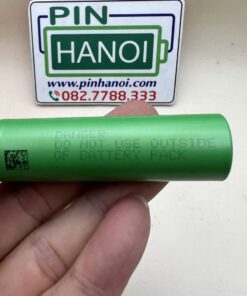 PIN
HANOI
www.pinhanoi.com
082.7788.333
DANGER
DO NOT USE OUTSIDE
OF BATTERY PACK